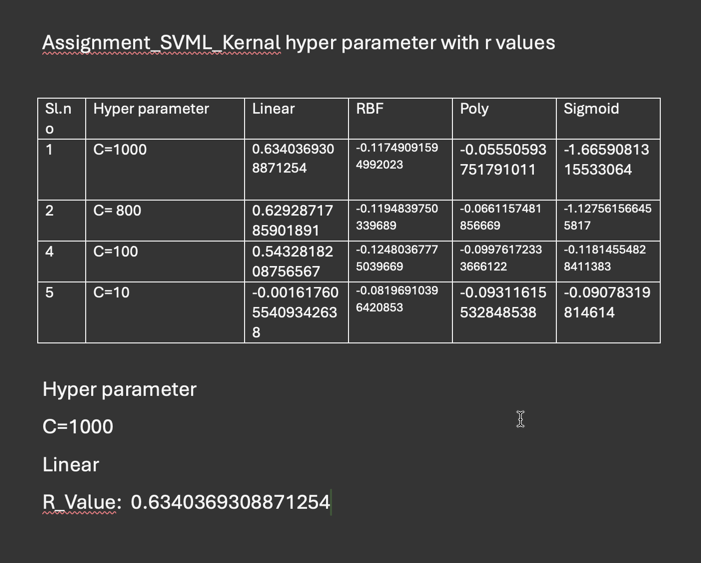 Assignment_SVML_Kernal hyper parameter with r values
Sl.n
o
Hyper parameter
Linear
RBF
Poly
Sigmoid
1
C=1000
0.634036930
8871254
-0.1174909159
4992023
-0.05550593
751791011
-1.66590813
15533064
2
C= 800
0.62928717
85901891
-0.1194839750
339689
-0.0661157481
856669
-1.12756156645
5817
4
C=100
0.54328182
08756567
-0.1248036777
5039669
-0.0997617233
3666122
-0.1181455482
8411383
5
C=10
-0.00161760
5540934263
8
-0.0819691039
6420853
-0.09311615
532848538
-0.09078319
814614
Hyper parameter
C=1000
Linear
R_Value: 0.6340369308871254